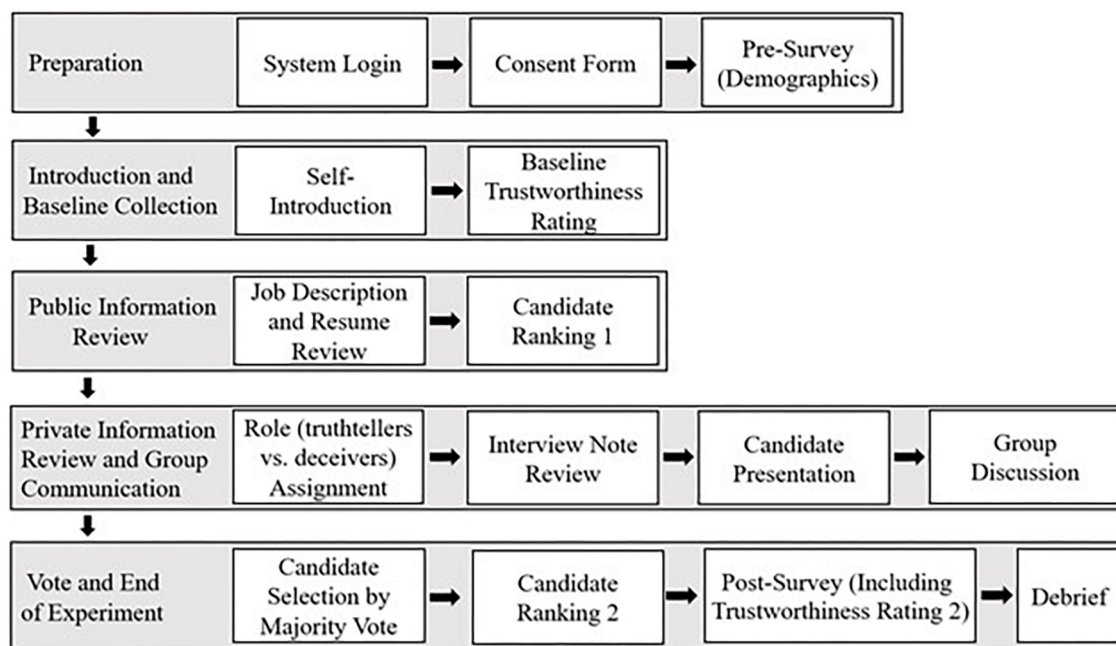 Preparation
System Login
Consent Form
Pre-Survey
(Demographics)
Introduction and
Baseline Collection
Self-
Introduction
Baseline
Trustworthiness
Rating
Public Information
Review
Job Description
and Resume
Review
Candidate
Ranking 1
Private Information
Review and Group
Communication
Role (truthtellers
vs. deceivers)
Assignment
Interview Note
Review
Candidate
Presentation
Group
Discussion
Vote and End
of Experiment
Candidate
Selection by
Majority Vote
Candidate
Ranking 2
Post-Survey (Including
Trustworthiness Rating 2)
Debrief